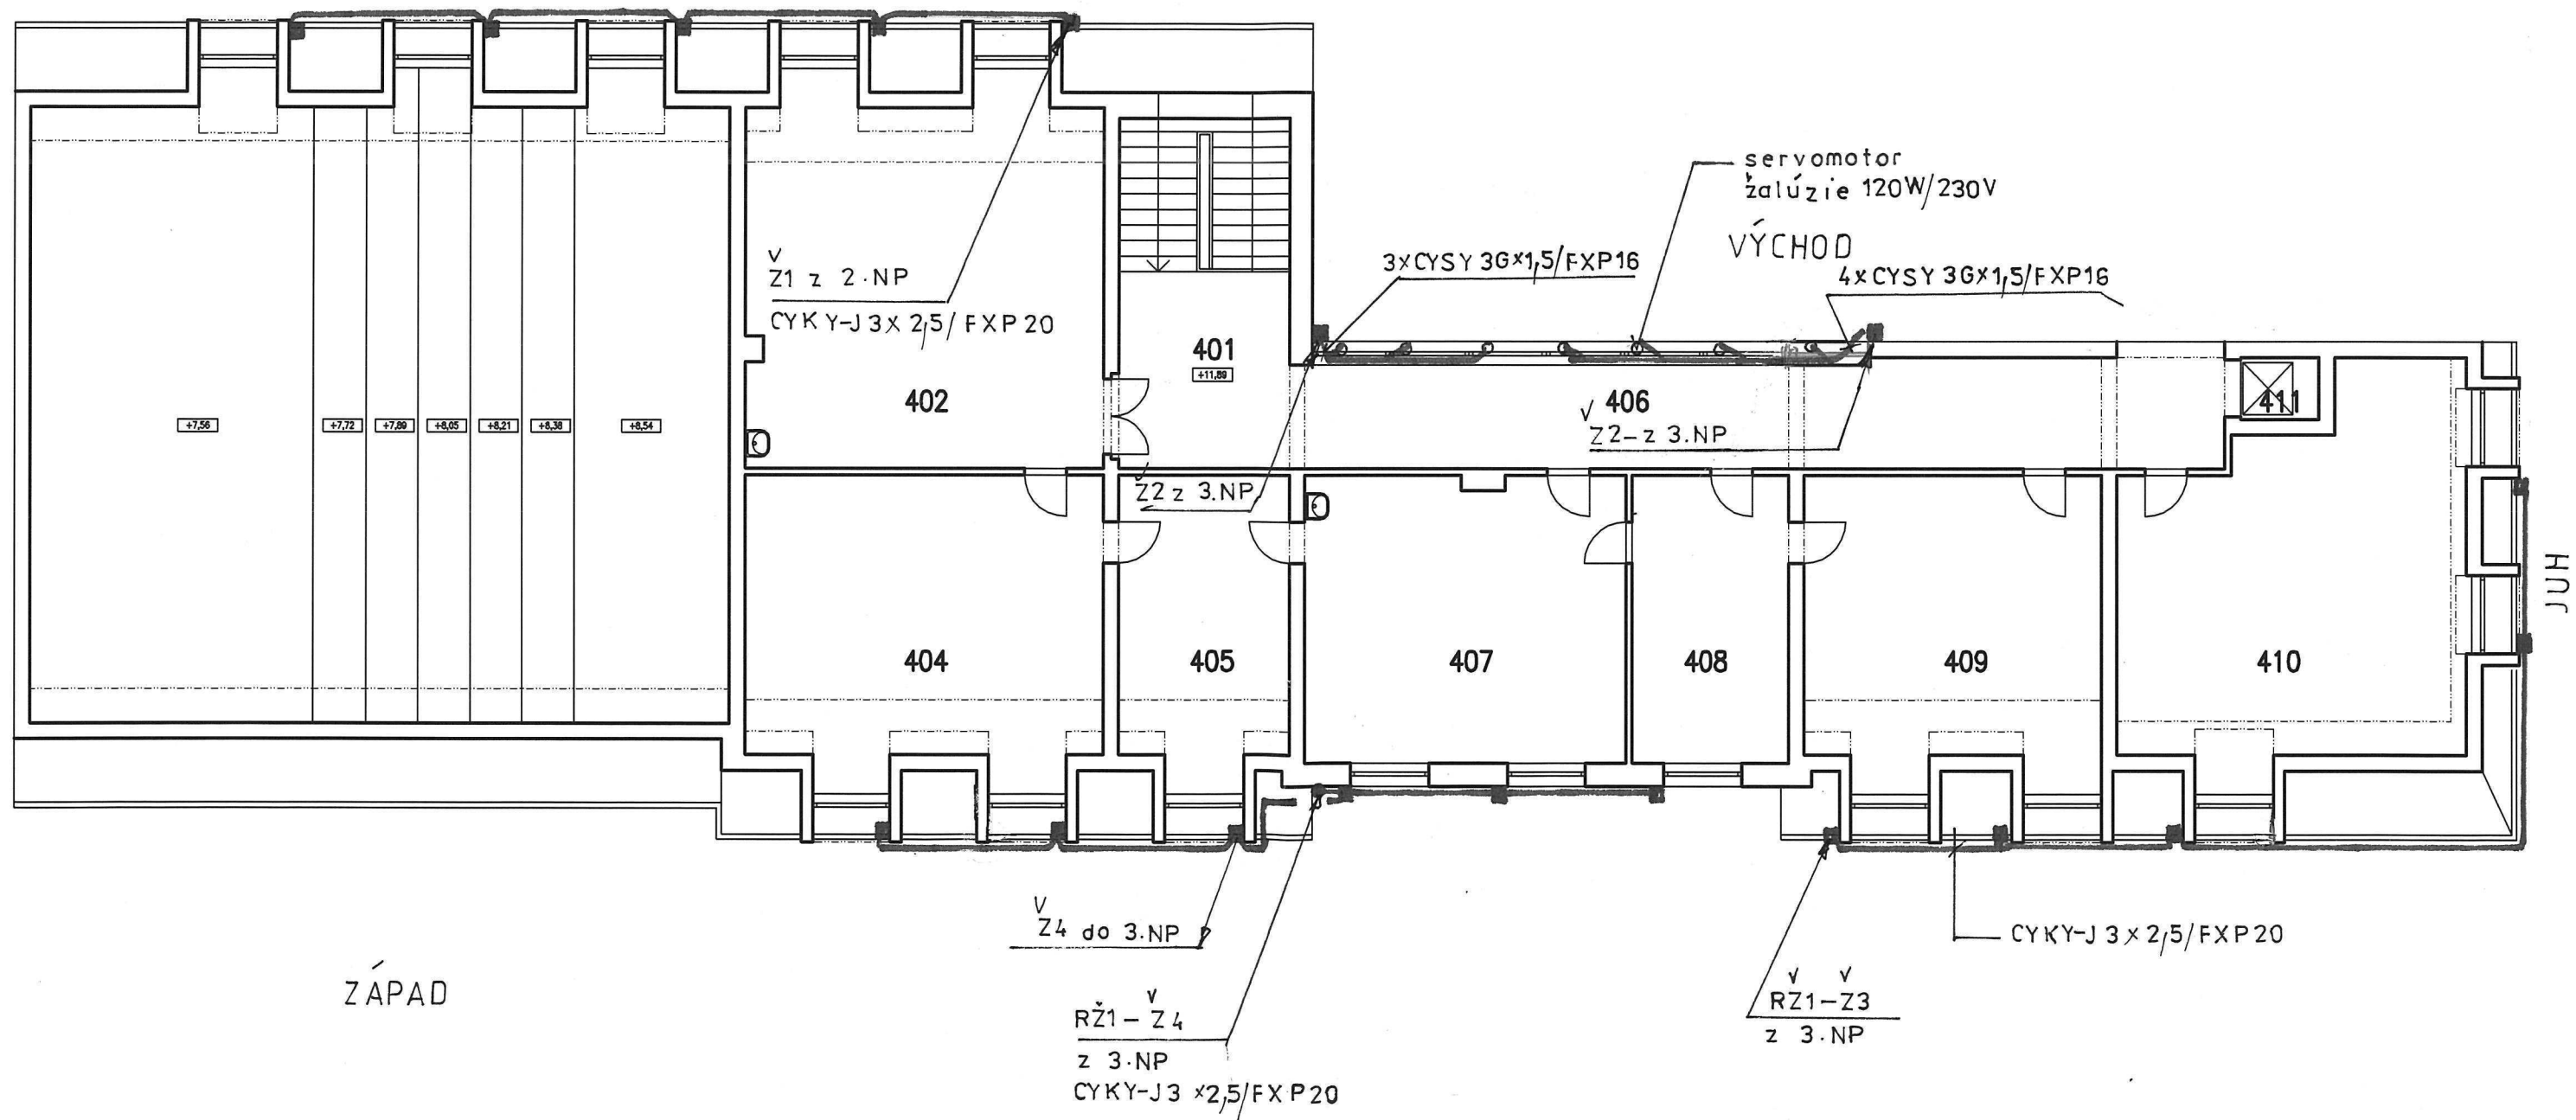 servomotor
žalúzie 120W/230V
VÝCHOD
3×CYSY 3G×1,5/FXP16
4×CYSY 3G×1,5/FXP16
Ž1 z 2.NP
CYKY-J 3×2,5/FXP20
401
+11,89
402
406
Ž2-z 3.NP
411
+7,56
+7,72
+7,89
+8,05
+8,21
+8,38
+8,54
Ž2 z 3.NP
JUH
404
405
407
408
409
410
Ž4 do 3.NP
CYKY-J 3×2,5/FXP20
ZÁPAD
RŽ1-Ž4
z 3.NP
CYKY-J3 ×2,5/FXP20
RŽ1-Ž3
z 3.NP